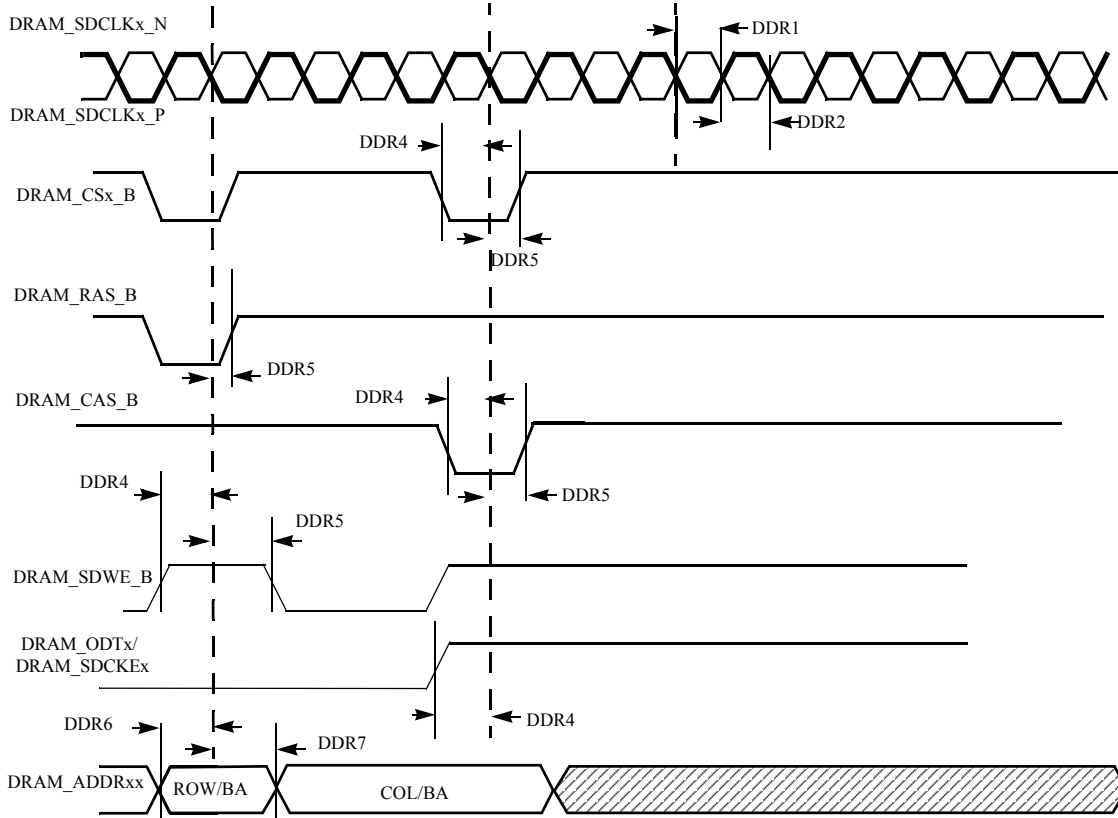 DRAM_SDCLKx_N
DDR1
DRAM_SDCLKx_P
DDR2
DDR4
DRAM_CSx_B
DDR5
DRAM_RAS_B
DDR5
DRAM_CAS_B
DDR4
DDR4
DDR5
DDR5
DRAM_SDWE_B
DRAM_ODTx/
DRAM_SDCKEx
DDR6
DDR4
DDR7
DRAM_ADDRxx
ROW/BA
COL/BA